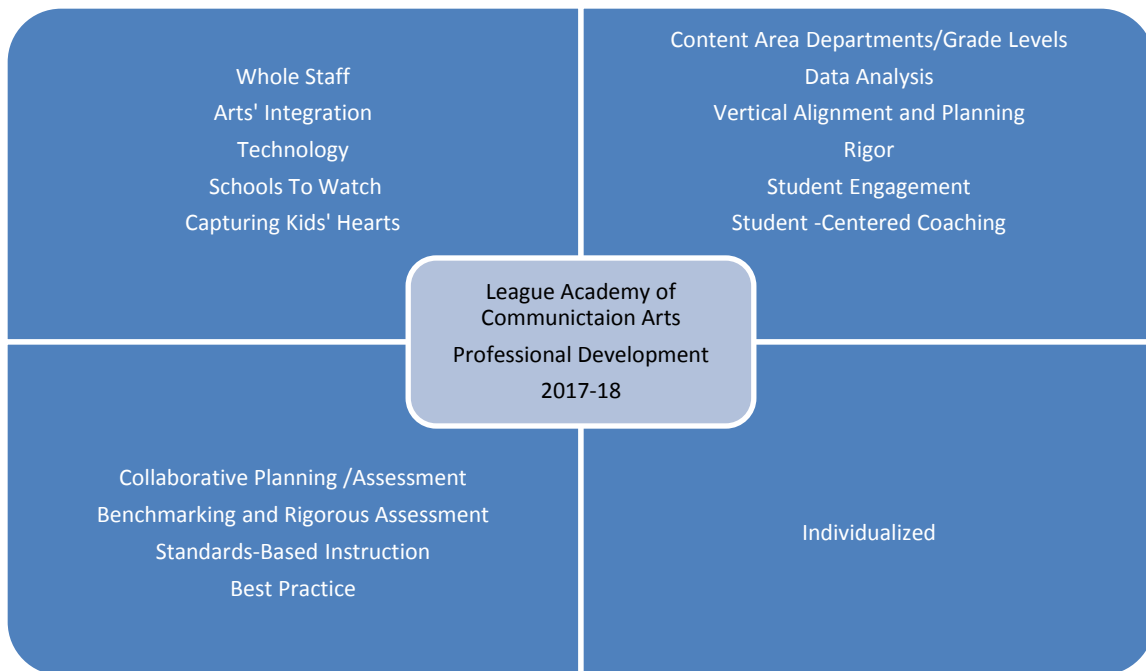 Whole Staff
Arts' Integration
Technology
Schools To Watch
Capturing Kids' Hearts
Content Area Departments/Grade Levels
Data Analysis
Vertical Alignment and Planning
Rigor
Student Engagement
Student -Centered Coaching
League Academy of
Communictaion Arts
Professional Development
2017-18
Collaborative Planning /Assessment
Benchmarking and Rigorous Assessment
Standards-Based Instruction
Best Practice
Individualized